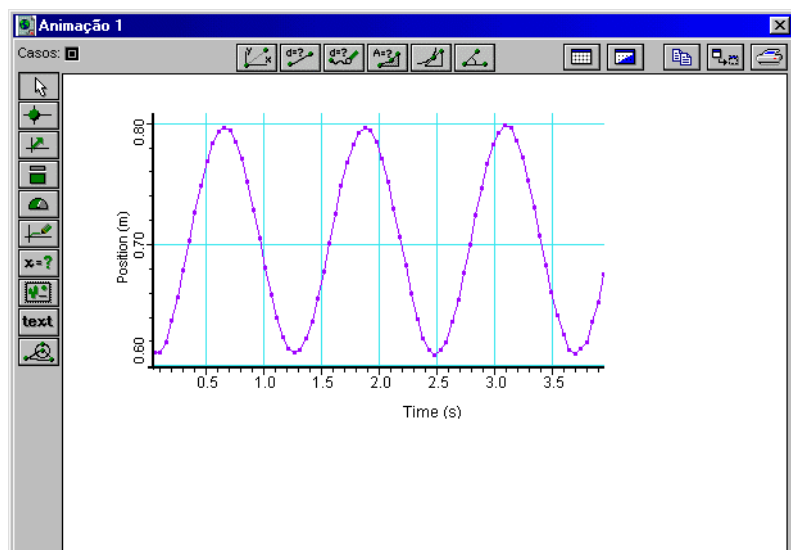 Animação 1
Casos:
Y x d=? d=? A=?
x=?
text
Position (m)
0.80
0.70
0.60
0.5 1.0 1.5 2.0 2.5 3.0 3.5
Time (s)